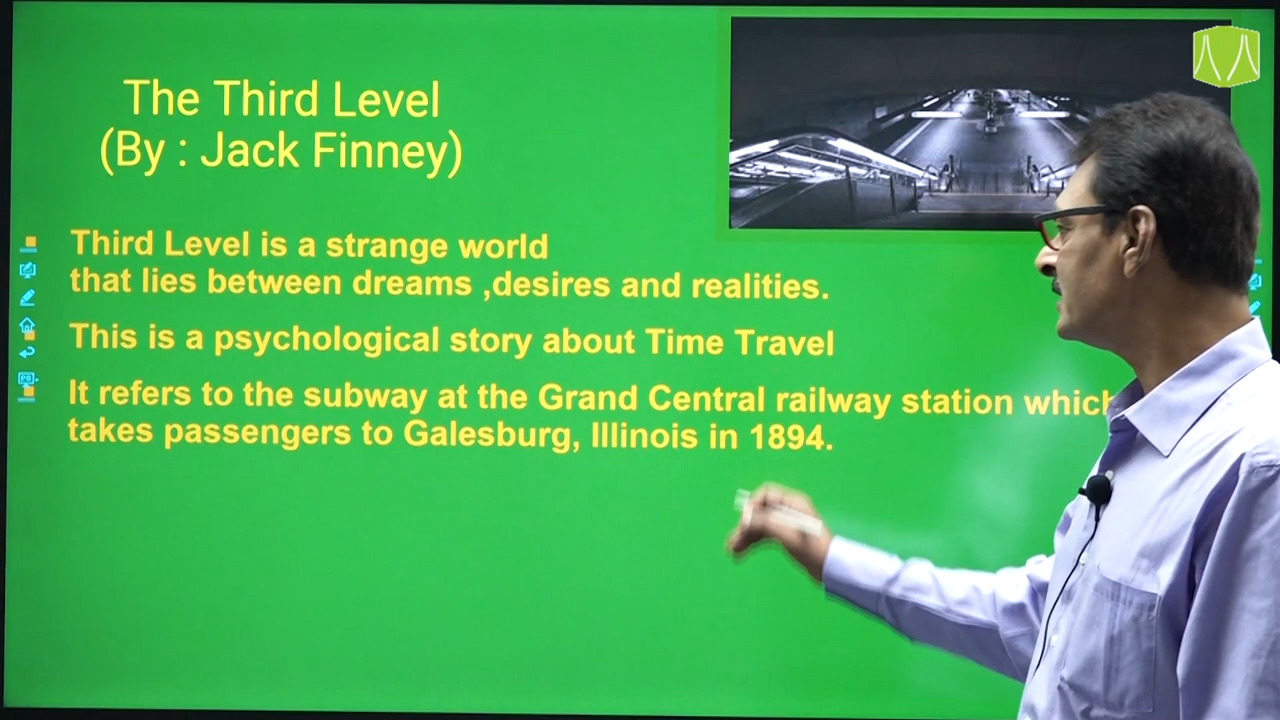 The Third Level
(By : Jack Finney)
Third Level is a strange world
that lies between dreams ,desires and realities.
This is a psychological story about Time Travel
It refers to the subway at the Grand Central railway station which
takes passengers to Galesburg, Illinois in 1894.